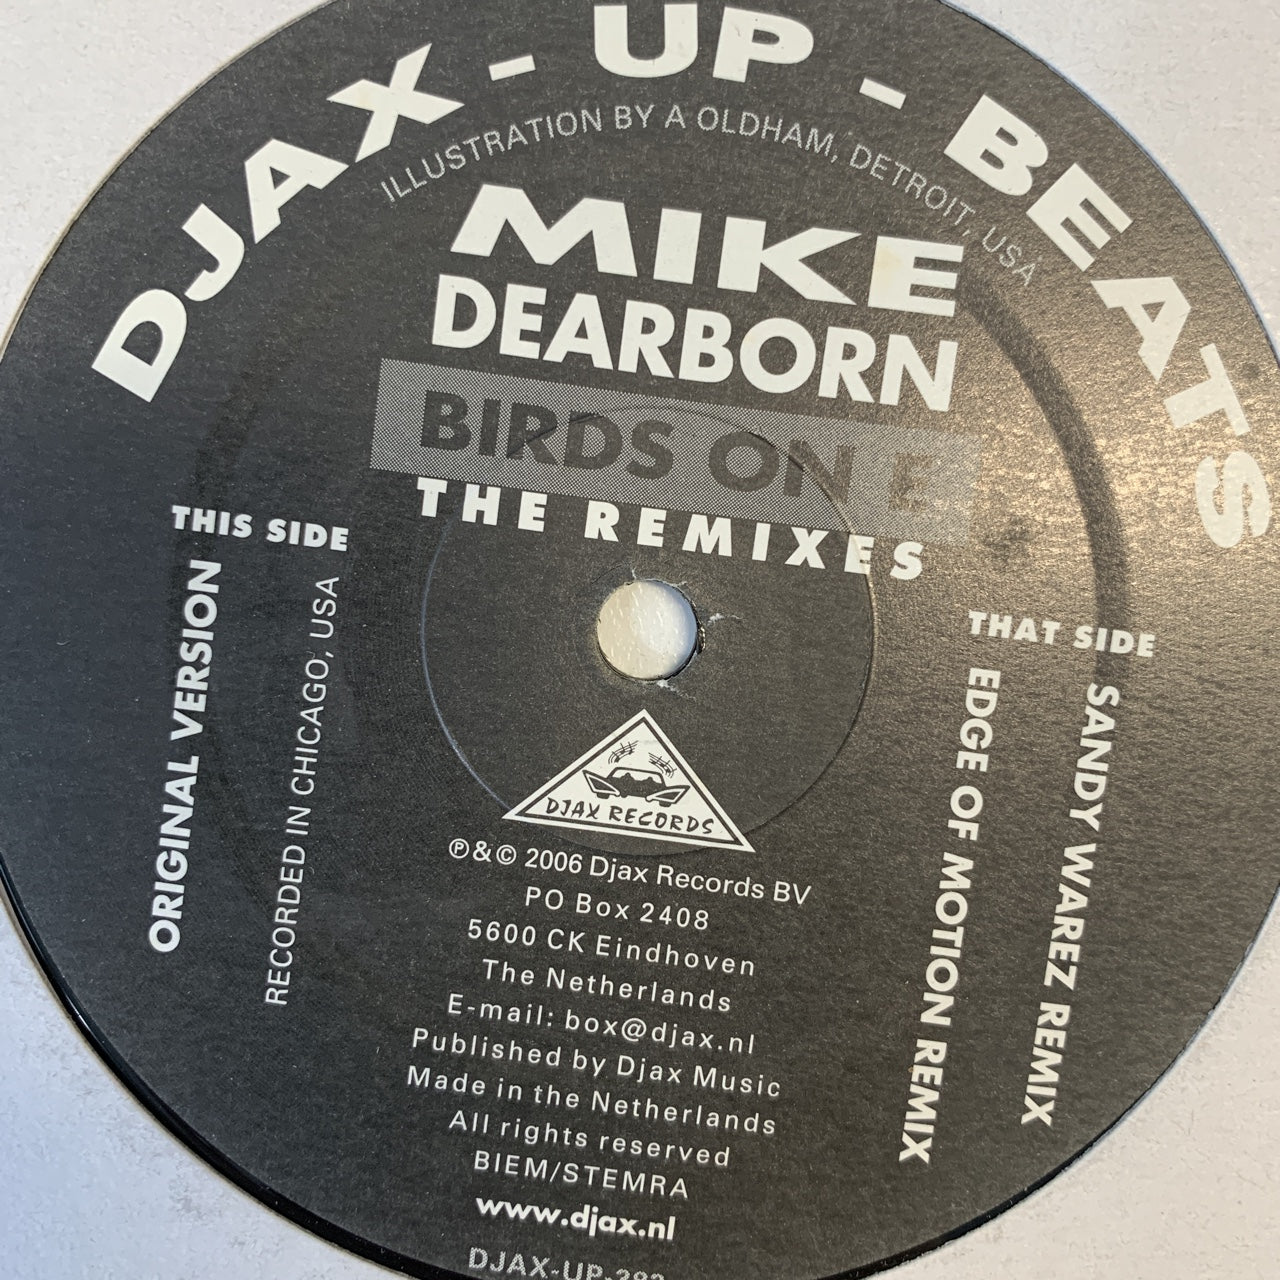 DJAX-UP-BEATS
ILLUSTRATION BY A OLDHAM, DETROIT, USA
MIKE
DEARBORN
BIRDS ON E
THE REMIXES
THIS SIDE
ORIGINAL VERSION
RECORDED IN CHICAGO, USA
THAT SIDE
SANDY WAREZ REMIX
EDGE OF MOTION REMIX
DJAX RECORDS
℗&© 2006 Djax Records BV
PO Box 2408
5600 CK Eindhoven
The Netherlands
E-mail: box@djax.nl
Published by Djax Music
Made in the Netherlands
All rights reserved
BIEM/STEMRA
www.djax.nl